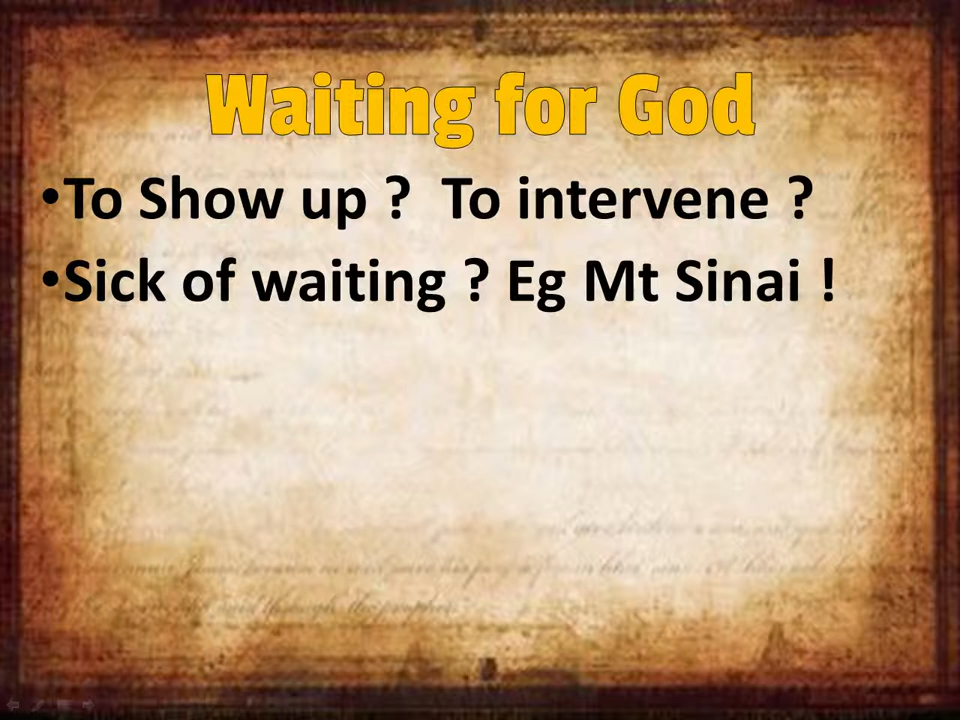 Waiting for God
•To Show up ?  To intervene ?
•Sick of waiting ? Eg Mt Sinai !